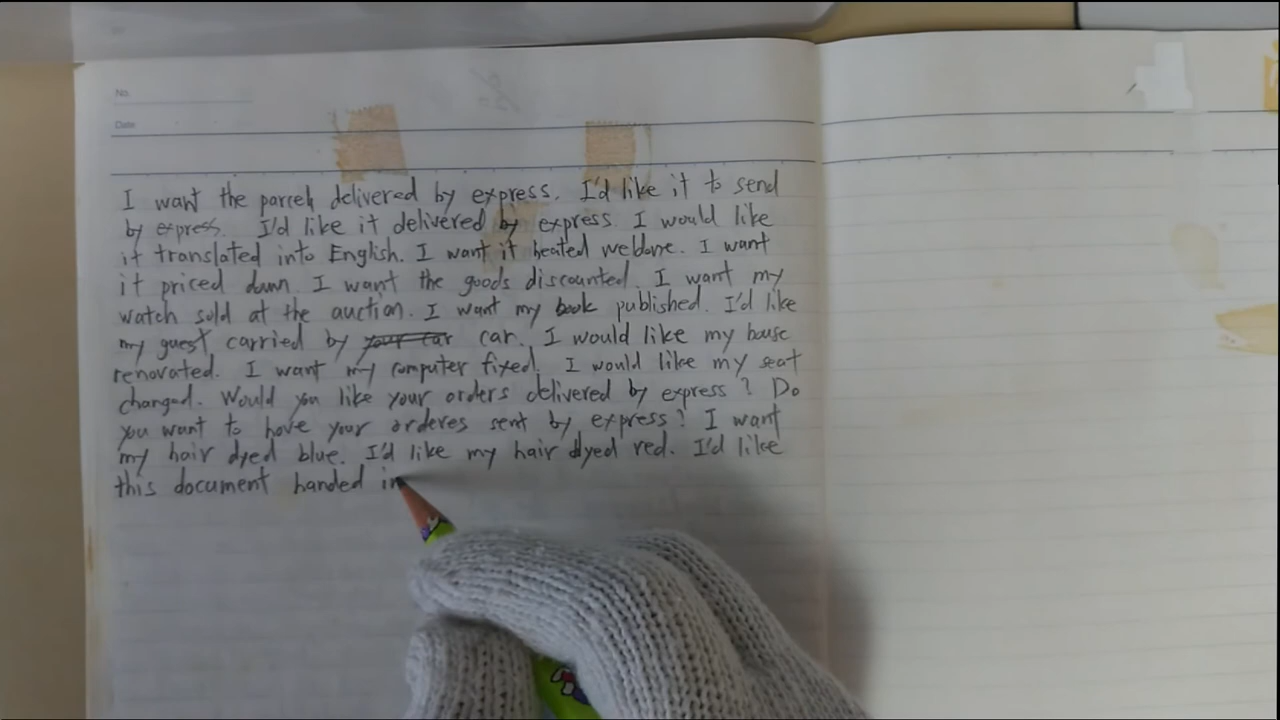 No.
Date
I want the parcel delivered by express. I'd like it to send
by express. I'd like it delivered by express. I would like
it translated into English. I want it heated weldone. I want
it priced down. I want the goods discounted. I want my
watch sold at the auction. I want my book published. I'd like
my guest carried by your car car. I would like my house
renovated. I want my computer fixed. I would like my seat
changed. Would you like your orders delivered by express? Do
you want to have your orderes sent by express? I want
my hair dyed blue. I'd like my hair dyed red. I'd like
this document handed in